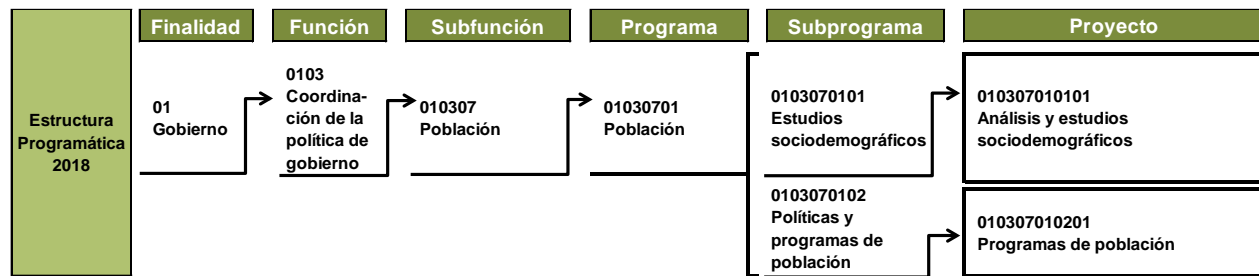 Finalidad
Función
Subfunción
Programa
Subprograma
Proyecto
Estructura
Programática
2018
01
Gobierno
0103
Coordina-
ción de la
política de
gobierno
010307
Población
01030701
Población
0103070101
Estudios
sociodemográficos
010307010101
Análisis y estudios
sociodemográficos
0103070102
Políticas y
programas de
población
010307010201
Programas de población